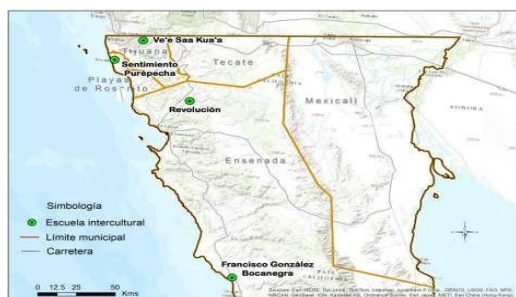 Ve'é Saa Kua'a
Tijuana
Tecate
Sentimiento
Purépecha
Playas
de Rosarito
Mexicali
Revolución
SONORA
Ensenada
Simbología
Escuela intercultural
Límite municipal
Carretera
Francisco González
Bocanegra
0 12.5 25 50
Kms